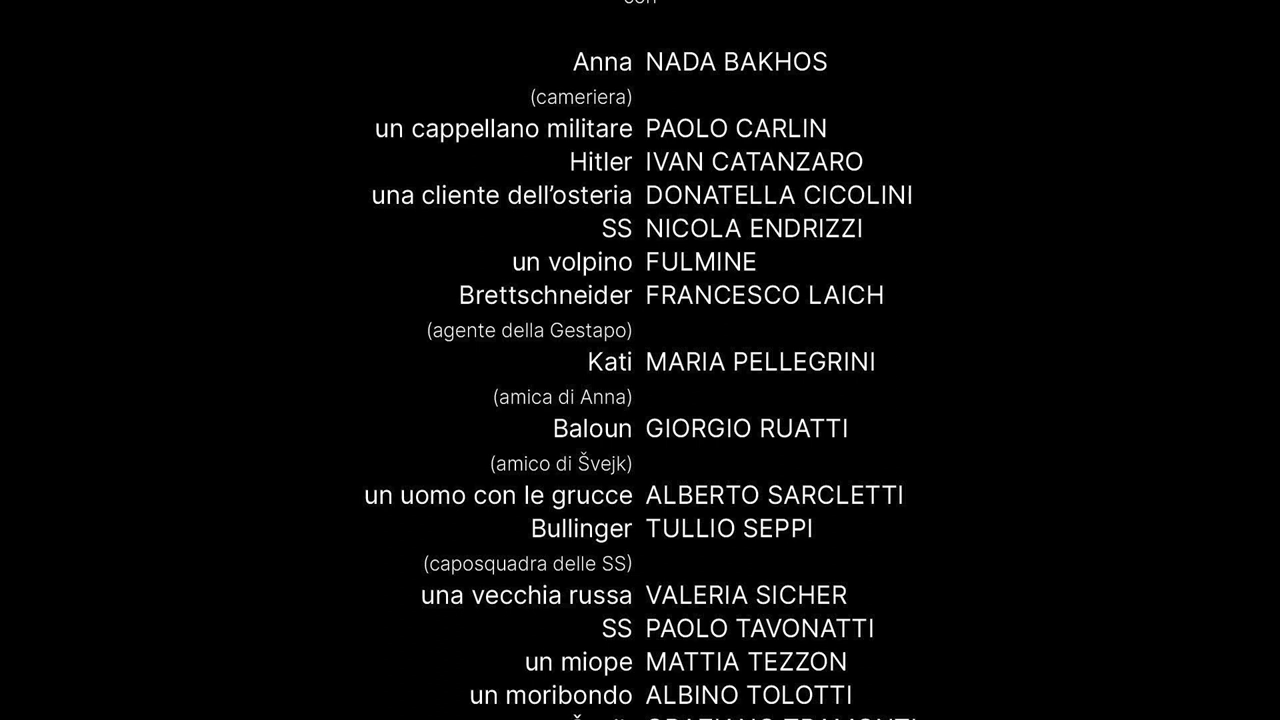 con
Anna NADA BAKHOS
(cameriera)
un cappellano militare PAOLO CARLIN
Hitler IVAN CATANZARO
una cliente dell’osteria DONATELLA CICOLINI
SS NICOLA ENDRIZZI
un volpino FULMINE
Brettschneider FRANCESCO LAICH
(agente della Gestapo)
Kati MARIA PELLEGRINI
(amica di Anna)
Baloun GIORGIO RUATTI
(amico di Švejk)
un uomo con le grucce ALBERTO SARCLETTI
Bullinger TULLIO SEPPI
(caposquadra delle SS)
una vecchia russa VALERIA SICHER
SS PAOLO TAVONATTI
un miope MATTIA TEZZON
un moribondo ALBINO TOLOTTI